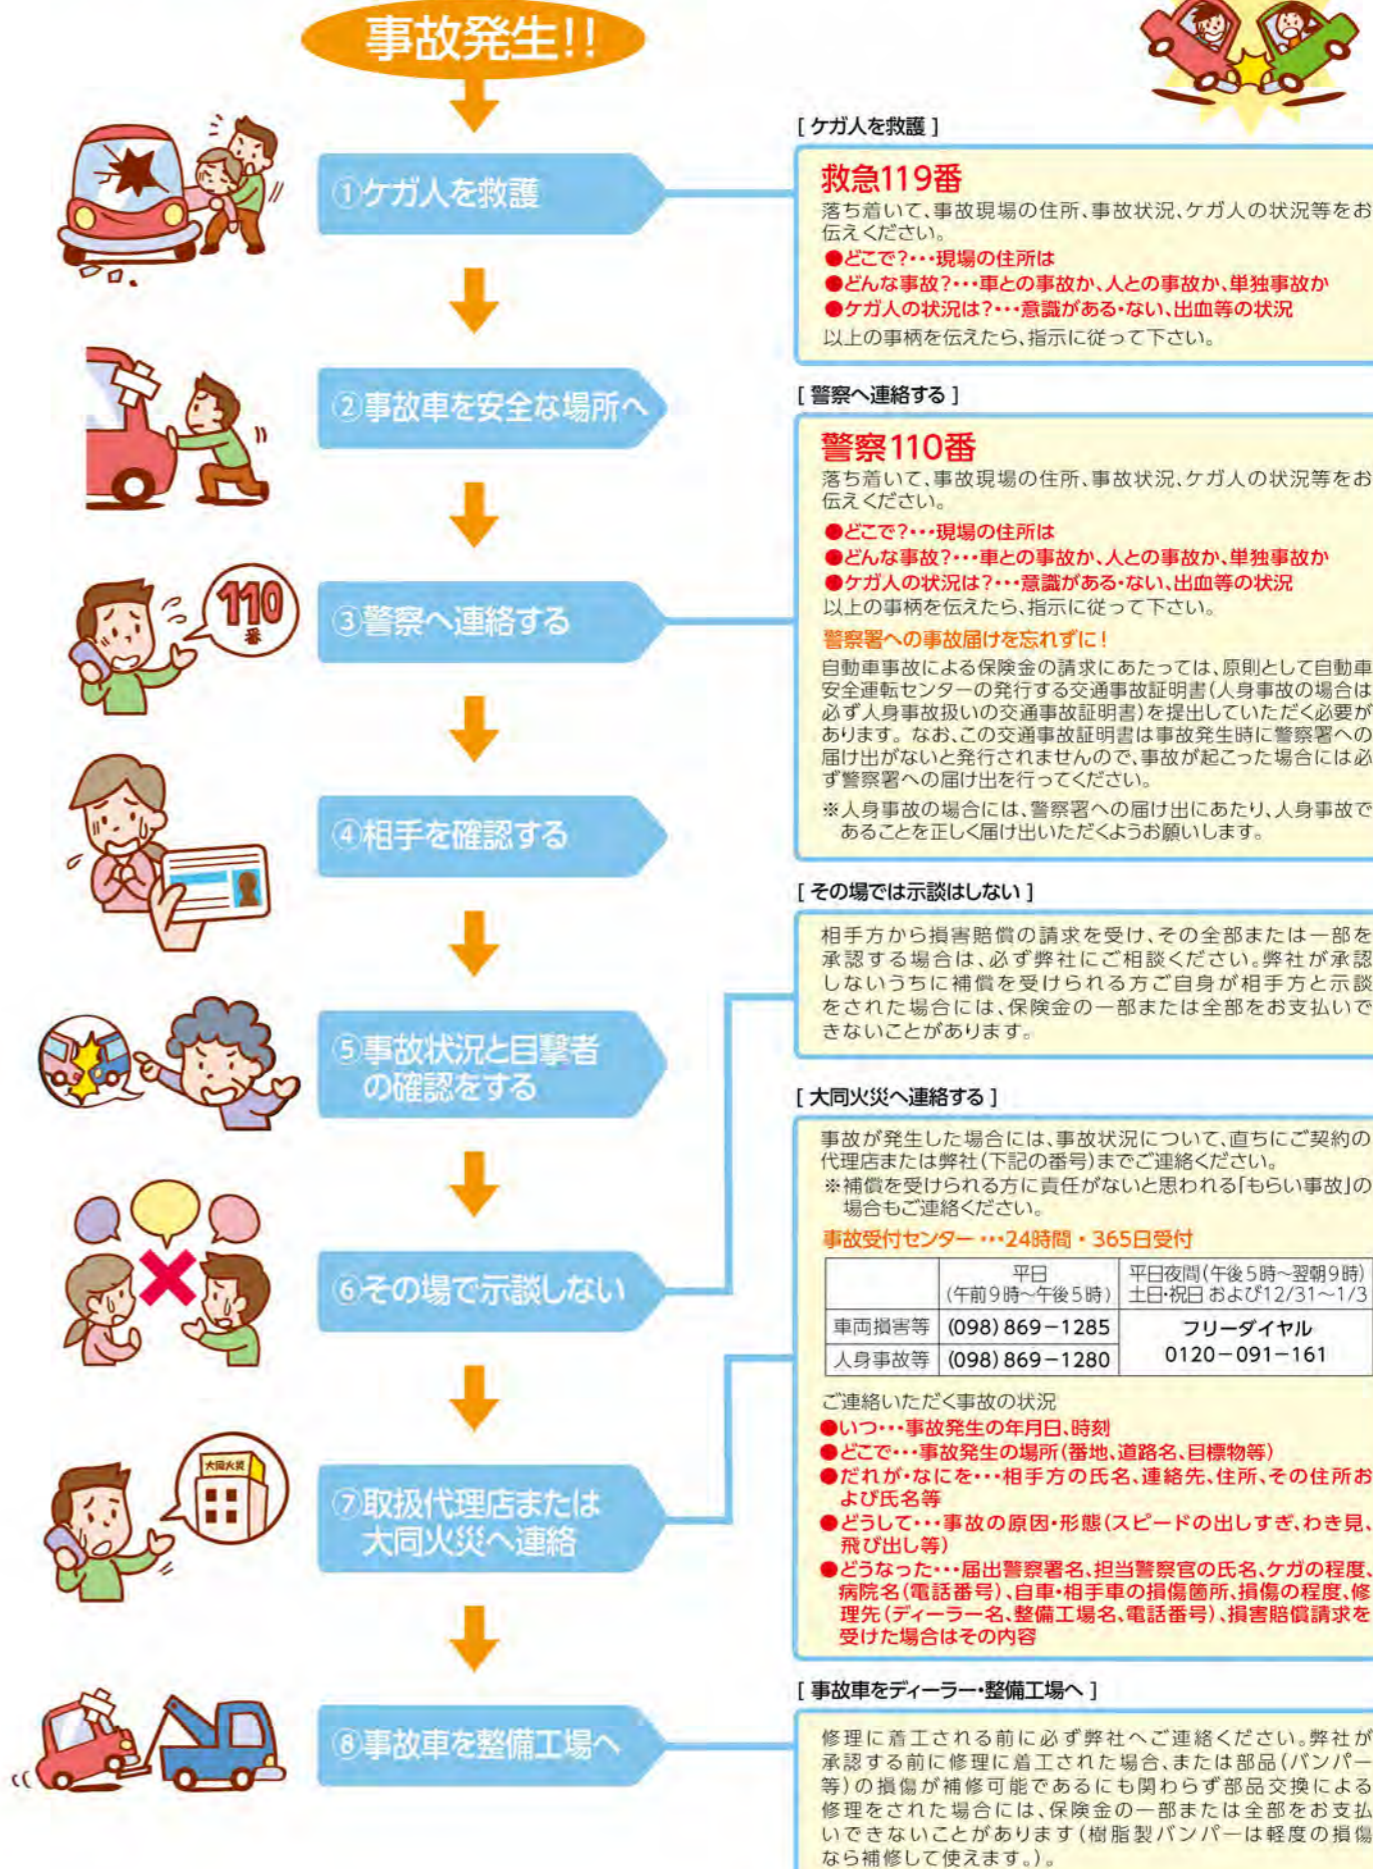 事故発生!!
①ケガ人を救護
②事故車を安全な場所へ
110
番
③警察へ連絡する
④相手を確認する
⑤事故状況と目撃者
の確認をする
⑥その場で示談しない
大同火災
⑦取扱代理店または
大同火災へ連絡
⑧事故車を整備工場へ
[ ケガ人を救護 ]
救急119番
落ち着いて、事故現場の住所、事故状況、ケガ人の状況等をお
伝えください。
●どこで?･･･現場の住所は
●どんな事故?･･･車との事故か、人との事故か、単独事故か
●ケガ人の状況は?･･･意識がある・ない、出血等の状況
以上の事柄を伝えたら、指示に従って下さい。
[ 警察へ連絡する ]
警察110番
落ち着いて、事故現場の住所、事故状況、ケガ人の状況等をお
伝えください。
●どこで?･･･現場の住所は
●どんな事故?･･･車との事故か、人との事故か、単独事故か
●ケガ人の状況は?･･･意識がある・ない、出血等の状況
以上の事柄を伝えたら、指示に従って下さい。
警察署への事故届けを忘れずに!
自動車事故による保険金の請求にあたっては、原則として自動車
安全運転センターの発行する交通事故証明書(人身事故の場合は
必ず人身事故扱いの交通事故証明書)を提出していただく必要が
あります。なお、この交通事故証明書は事故発生時に警察署への
届け出がないと発行されませんので、事故が起こった場合には必
ず警察署への届け出を行ってください。
※人身事故の場合には、警察署への届け出にあたり、人身事故で
あることを正しく届け出いただくようお願いします。
[ その場では示談はしない ]
相手方から損害賠償の請求を受け、その全部または一部を
承認する場合は、必ず弊社にご相談ください。弊社が承認
しないうちに補償を受けられる方ご自身が相手方と示談
をされた場合には、保険金の一部または全部をお支払いで
きないことがあります。
[ 大同火災へ連絡する ]
事故が発生した場合には、事故状況について、直ちにご契約の
代理店または弊社(下記の番号)までご連絡ください。
※補償を受けられる方に責任がないと思われる「もらい事故」の
場合もご連絡ください。
事故受付センター ･･･24時間・365日受付
平日
(午前9時～午後5時)
平日夜間(午後5時～翌朝9時)
土日・祝日 および12/31～1/3
車両損害等 (098)869－1285
人身事故等 (098)869－1280
フリーダイヤル
0120－091－161
ご連絡いただく事故の状況
●いつ･･･事故発生の年月日、時刻
●どこで･･･事故発生の場所(番地、道路名、目標物等)
●だれが・なにを･･･相手方の氏名、連絡先、住所、その住所お
よび氏名等
●どうして･･･事故の原因・形態(スピードの出しすぎ、わき見、
飛び出し等)
●どうなった･･･届出警察署名、担当警察官の氏名、ケガの程度、
病院名(電話番号)、自車・相手車の損傷箇所、損傷の程度、修
理先(ディーラー名、整備工場名、電話番号)、損害賠償請求を
受けた場合はその内容
[ 事故車をディーラー・整備工場へ ]
修理に着工される前に必ず弊社へご連絡ください。弊社が
承認する前に修理に着工された場合、または部品(バンパー
等)の損傷が補修可能であるにも関わらず部品交換による
修理をされた場合には、保険金の一部または全部をお支払
いできないことがあります(樹脂製バンパーは軽度の損傷
なら補修して使えます。)。